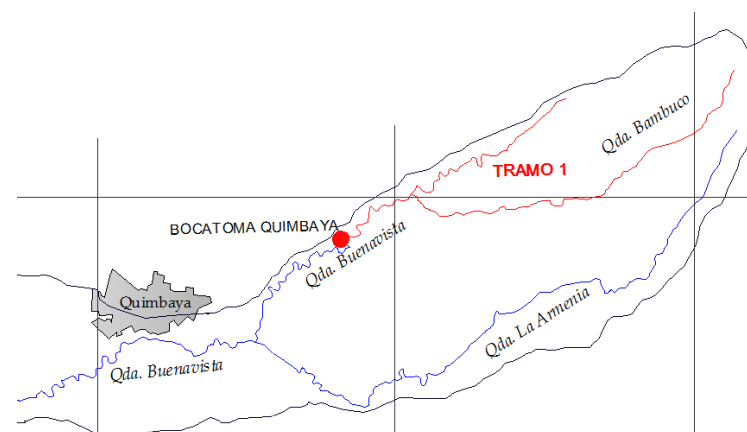 Qda. Bambuco
TRAMO 1
BOCATOMA QUIMBAYA
Qda. Buenavista
Quimbaya
Qda. La Armenia
Qda. Buenavista